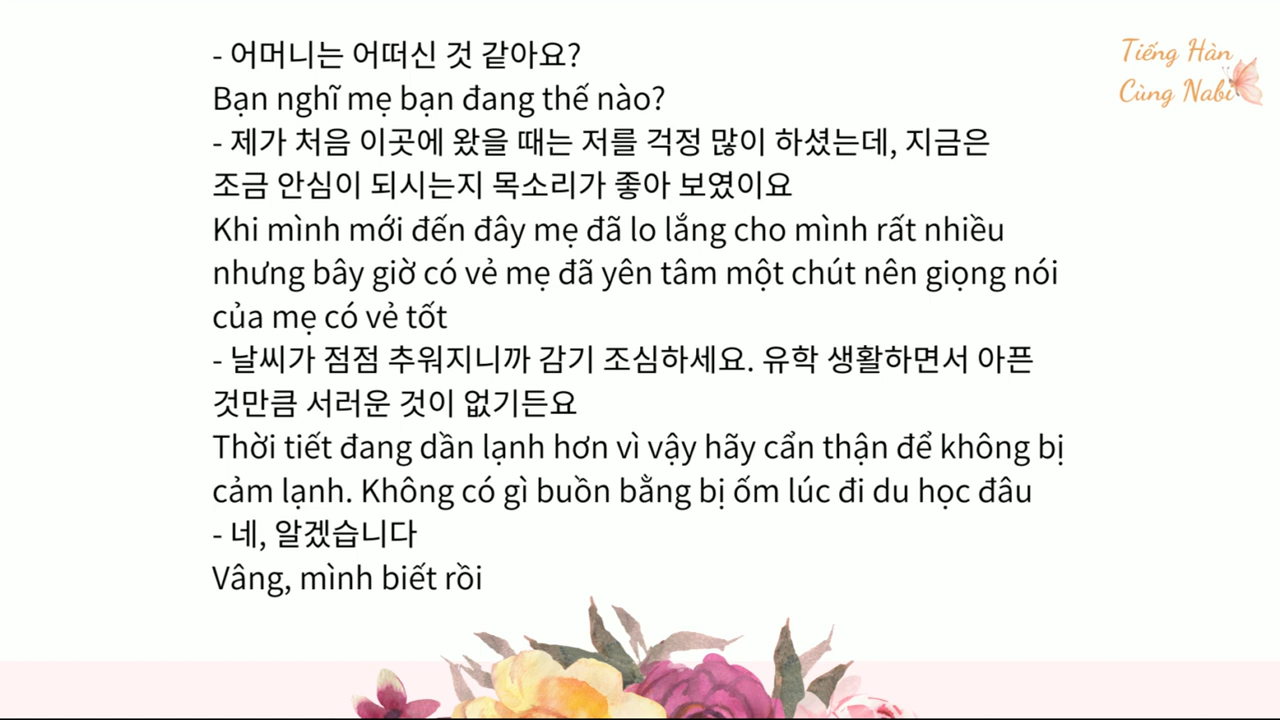 - 어머니는 어떠신 것 같아요?
Bạn nghĩ mẹ bạn đang thế nào?
- 제가 처음 이곳에 왔을 때는 저를 걱정 많이 하셨는데, 지금은
조금 안심이 되시는지 목소리가 좋아 보였이요
Khi mình mới đến đây mẹ đã lo lắng cho mình rất nhiều
nhưng bây giờ có vẻ mẹ đã yên tâm một chút nên giọng nói
của mẹ có vẻ tốt
- 날씨가 점점 추워지니까 감기 조심하세요. 유학 생활하면서 아픈
것만큼 서러운 것이 없기든요
Thời tiết đang dần lạnh hơn vì vậy hãy cẩn thận để không bị
cảm lạnh. Không có gì buồn bằng bị ốm lúc đi du học đâu
- 네, 알겠습니다
Vâng, mình biết rồi
Tiếng Hàn
Cùng Nabi